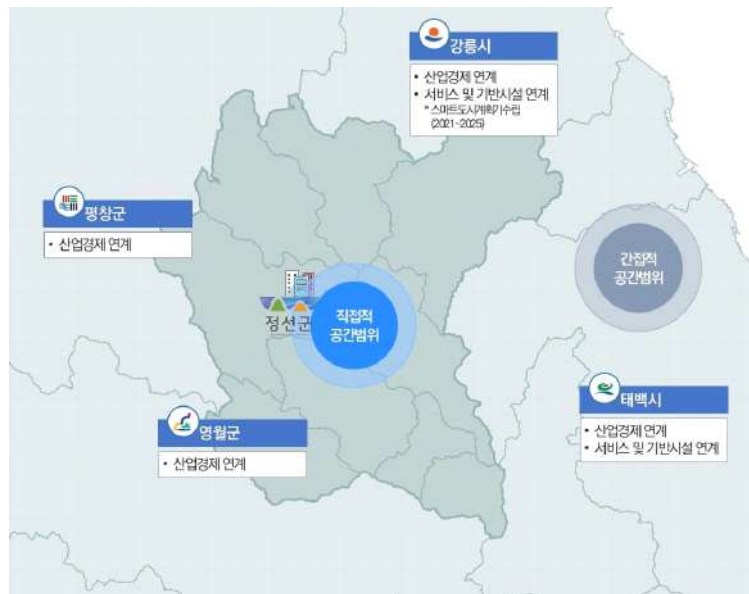 강릉시
• 산업경제 연계
• 서비스 및 기반시설 연계
* 스마트도시계획기수립
(2021~2025)
평창군
• 산업경제 연계
간접적
공간범위
정선군
직접적
공간범위
태백시
• 산업경제 연계
• 서비스 및 기반시설 연계
영월군
• 산업경제 연계